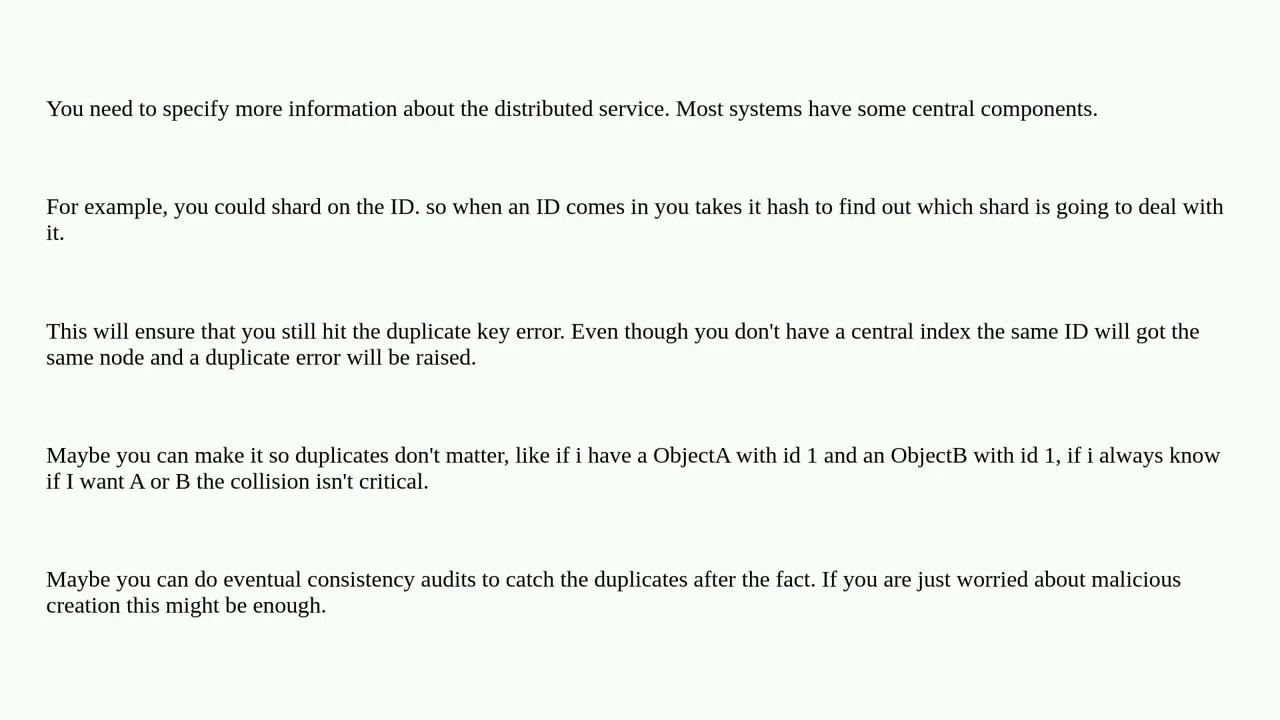 You need to specify more information about the distributed service. Most systems have some central components.
For example, you could shard on the ID. so when an ID comes in you takes it hash to find out which shard is going to deal with
it.
This will ensure that you still hit the duplicate key error. Even though you don't have a central index the same ID will got the
same node and a duplicate error will be raised.
Maybe you can make it so duplicates don't matter, like if i have a ObjectA with id 1 and an ObjectB with id 1, if i always know
if I want A or B the collision isn't critical.
Maybe you can do eventual consistency audits to catch the duplicates after the fact. If you are just worried about malicious
creation this might be enough.